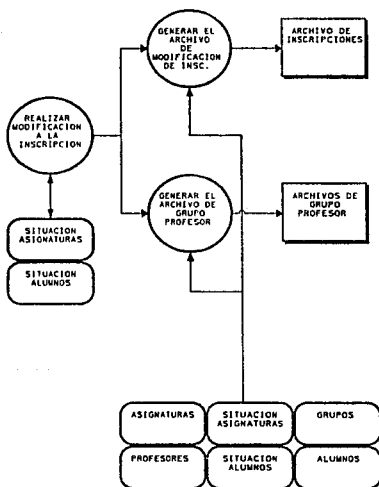 GENERAR EL
ARCHIVO
DE
MODIFICACION
DE INSC.
ARCHIVO DE
INSCRIPCIONES
REALIZAR
MODIFICACION
A LA
INSCRIPCION
GENERAR EL
ARCHIVO DE
GRUPO
PROFESOR
ARCHIVOS DE
GRUPO
PROFESOR
SITUACION
ASIGNATURAS
SITUACION
ALUMNOS
ASIGNATURAS
SITUACION
ASIGNATURAS
GRUPOS
PROFESORES
SITUACION
ALUMNOS
ALUMNOS